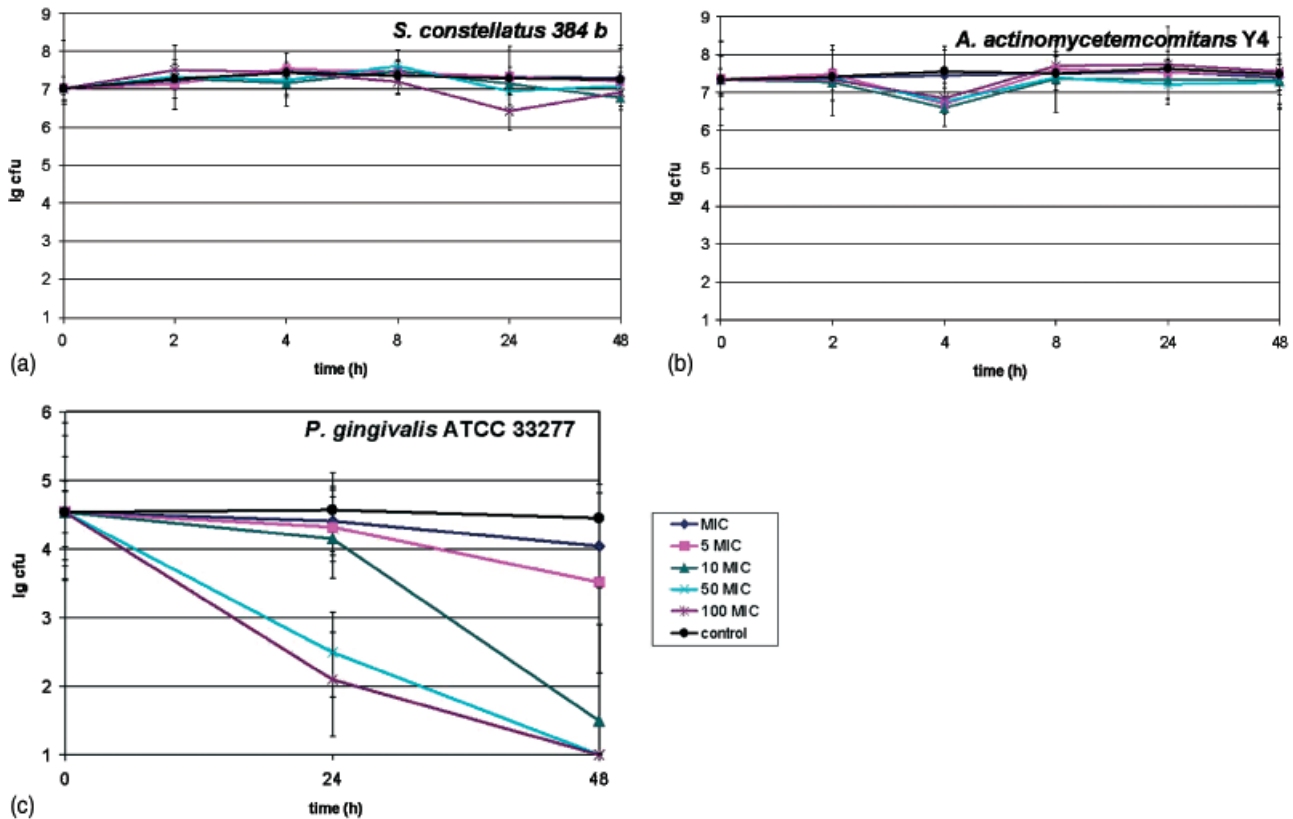 S. constellatus 384 b
9
8
7
6
5
4
3
2
1
lg cfu
0 2 4 8 24 48
time (h)
(a)
A. actinomycetemcomitans Y4
9
8
7
6
5
4
3
2
1
lg cfu
0 2 4 8 24 48
time (h)
(b)
P. gingivalis ATCC 33277
6
5
4
3
2
1
lg cfu
0 24 48
time (h)
(c)
MIC
5 MIC
10 MIC
50 MIC
100 MIC
control